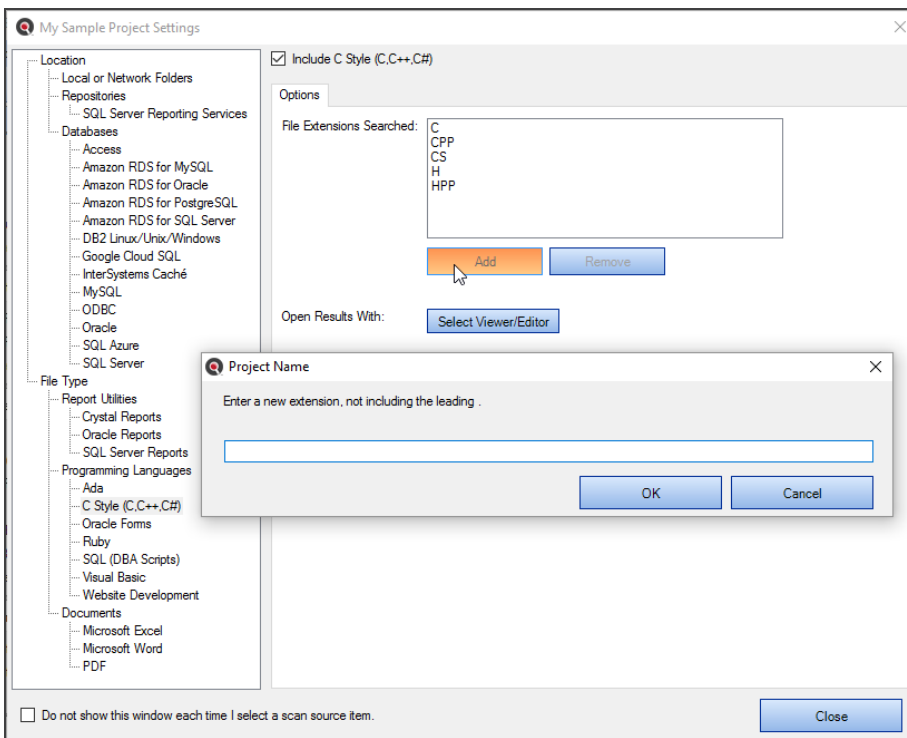 My Sample Project Settings
Location
Local or Network Folders
Repositories
SQL Server Reporting Services
Databases
Access
Amazon RDS for MySQL
Amazon RDS for Oracle
Amazon RDS for PostgreSQL
Amazon RDS for SQL Server
DB2 Linux/Unix/Windows
Google Cloud SQL
InterSystems Caché
MySQL
ODBC
Oracle
SQL Azure
SQL Server
File Type
Report Utilities
Crystal Reports
Oracle Reports
SQL Server Reports
Programming Languages
Ada
C Style (C,C++,C#)
Oracle Forms
Ruby
SQL (DBA Scripts)
Visual Basic
Website Development
Documents
Microsoft Excel
Microsoft Word
PDF
Include C Style (C,C++,C#)
Options
File Extensions Searched:
C
CPP
CS
H
HPP
Add
Remove
Open Results With:
Select Viewer/Editor
Project Name
Enter a new extension, not including the leading .
OK
Cancel
Do not show this window each time I select a scan source item.
Close